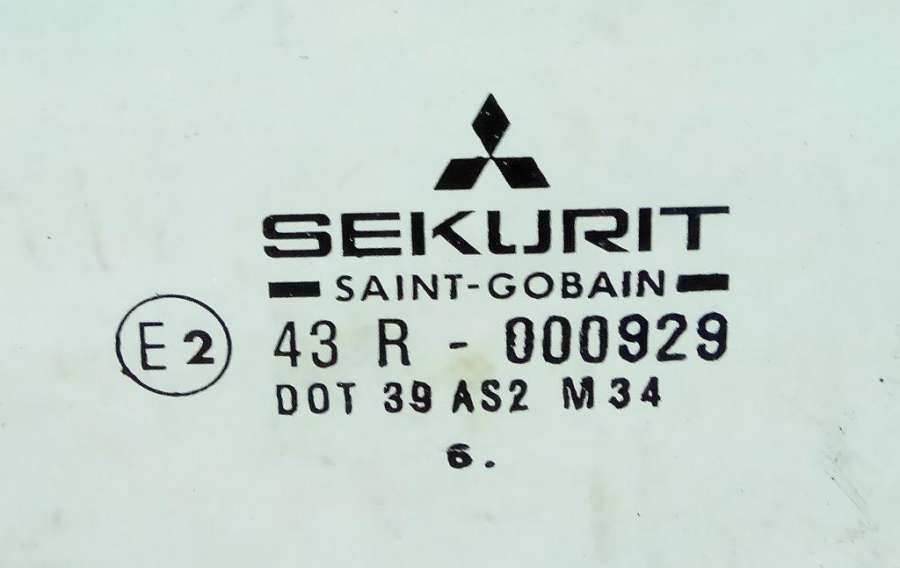 SEKURIT
SAINT-GOBAIN
E2 43 R - 000929
DOT 39 AS2 M34
6.